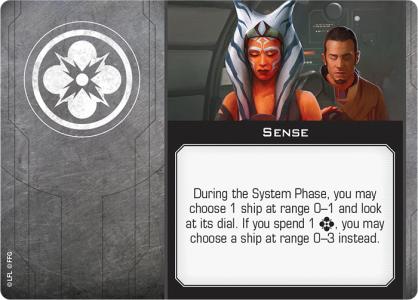 SENSE
During the System Phase, you may
choose 1 ship at range 0–1 and look
at its dial. If you spend 1 , you may
choose a ship at range 0–3 instead.
© LFL © FFG